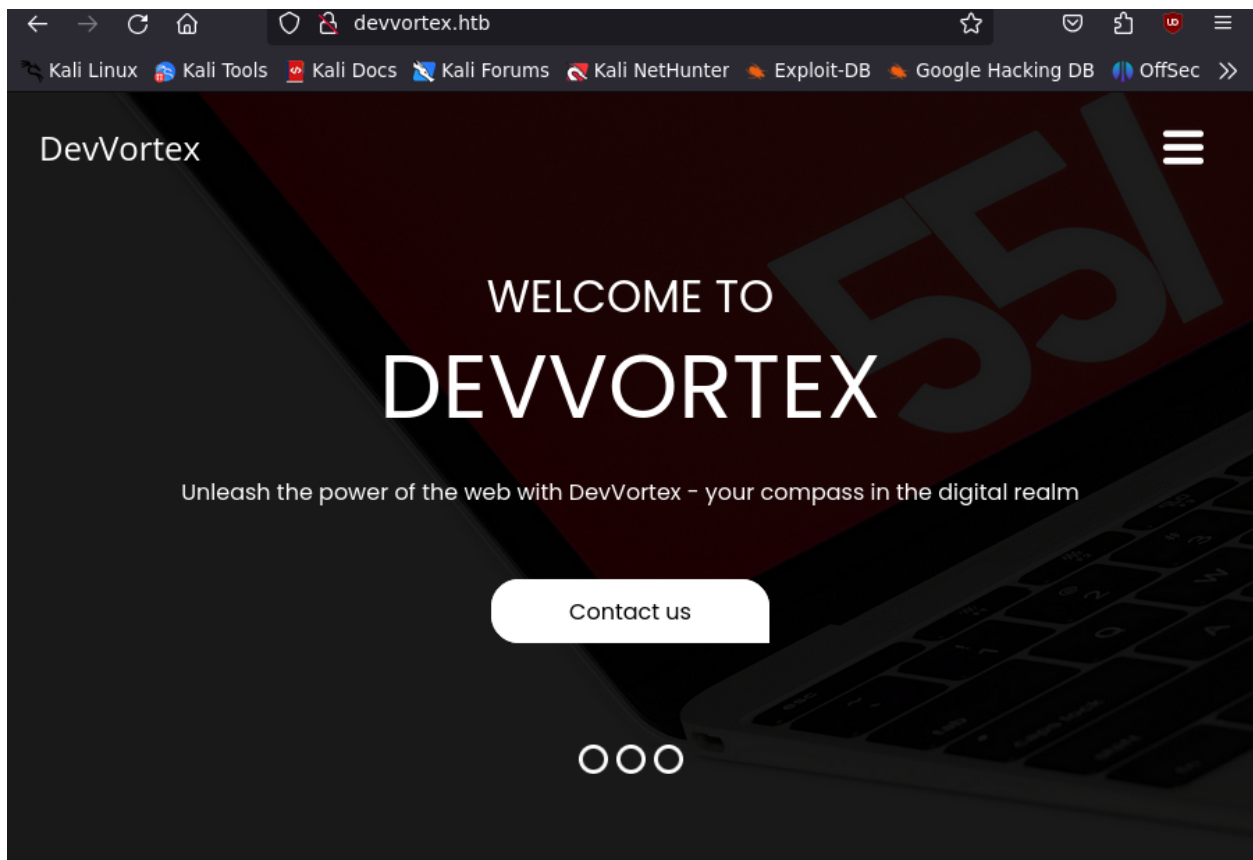 devvortex.htb
Kali Linux Kali Tools Kali Docs Kali Forums Kali NetHunter Exploit-DB Google Hacking DB OffSec
DevVortex
55/
WELCOME TO
DEVVORTEX
Unleash the power of the web with DevVortex - your compass in the digital realm
Contact us